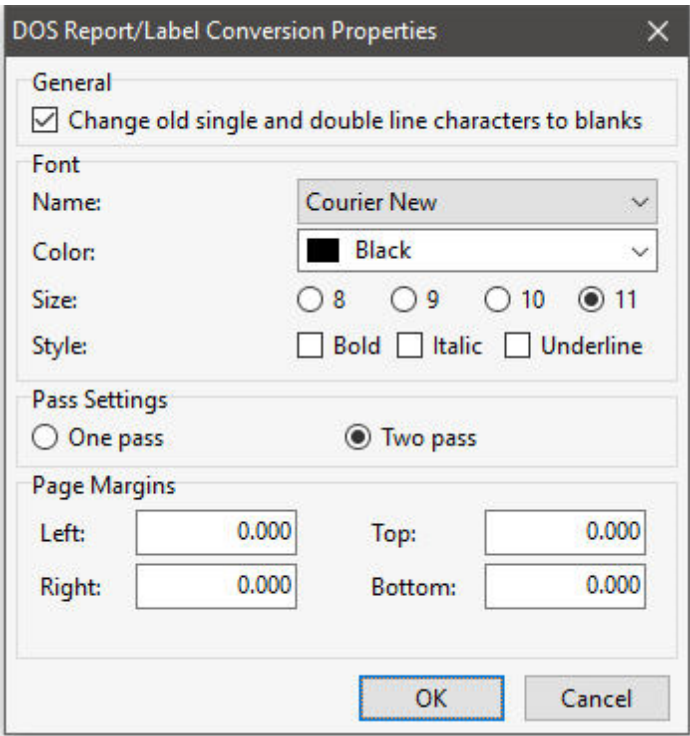 DOS Report/Label Conversion Properties
General
Change old single and double line characters to blanks
Font
Name: Courier New
Color: Black
Size: 8 9 10 11
Style: Bold Italic Underline
Pass Settings
One pass Two pass
Page Margins
Left: 0.000 Top: 0.000
Right: 0.000 Bottom: 0.000
OK Cancel